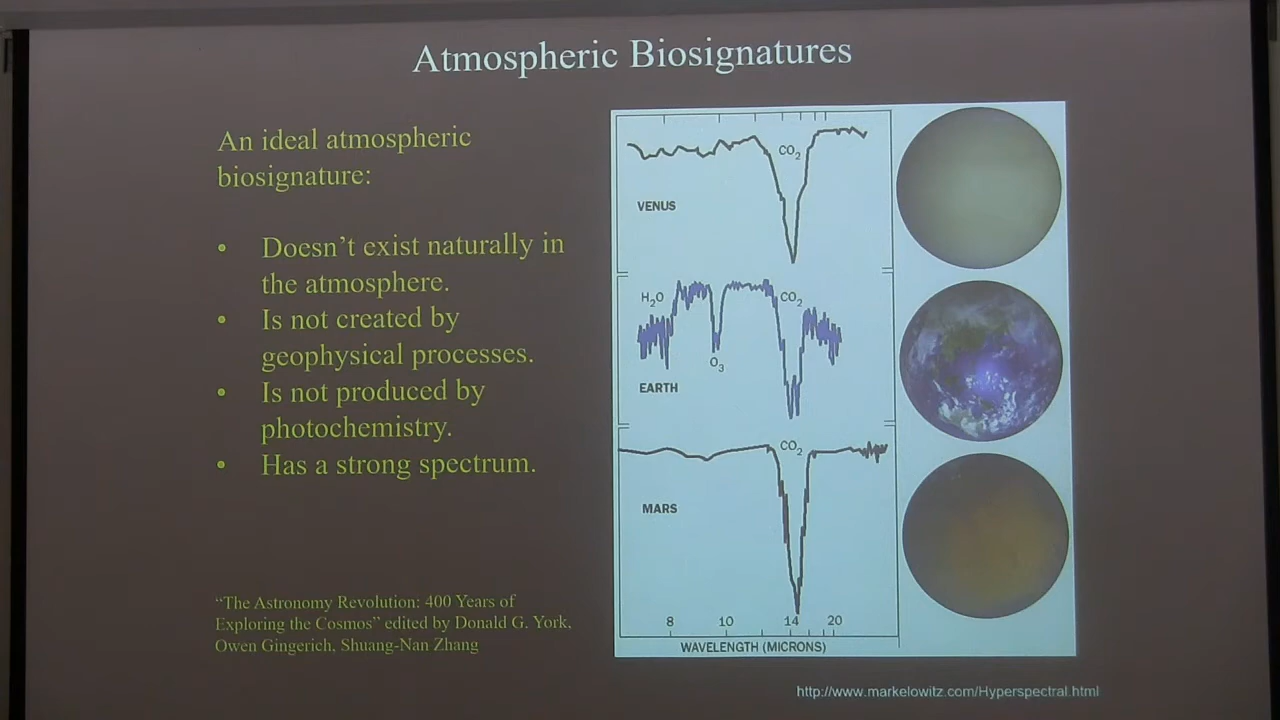 Atmospheric Biosignatures
An ideal atmospheric
biosignature:
• Doesn't exist naturally in
the atmosphere.
• Is not created by
geophysical processes.
• Is not produced by
photochemistry.
• Has a strong spectrum.
"The Astronomy Revolution: 400 Years of
Exploring the Cosmos" edited by Donald G. York,
Owen Gingerich, Shuang-Nan Zhang
CO₂
VENUS
H₂O
CO₂
O₃
EARTH
CO₂
MARS
8 10 14 20
WAVELENGTH (MICRONS)
http://www.markelowitz.com/Hyperspectral.html